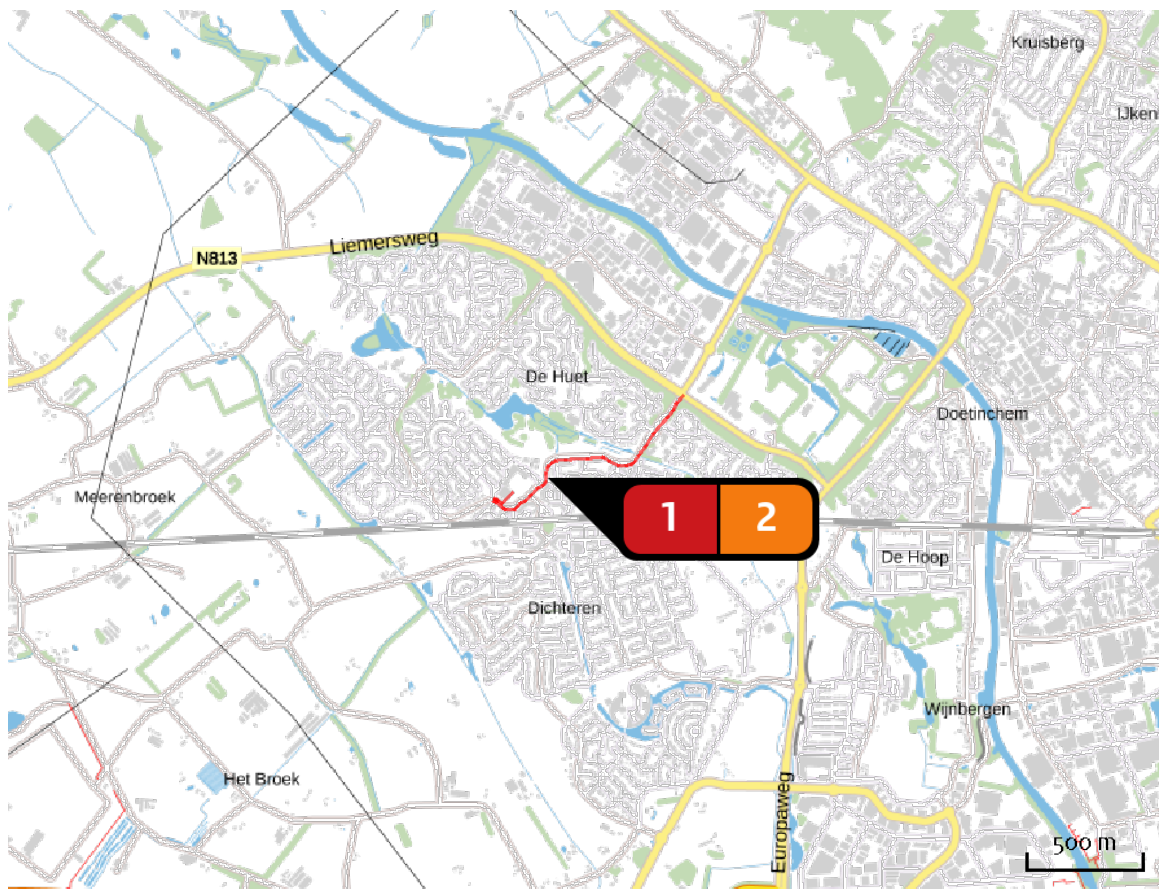 Kruisberg
IJken
Liemersweg
N813
De Huet
Doetinchem
Meerenbroek
1 2
De Hoop
Dichteren
Wijnbergen
Het Broek
Europaweg
500 m